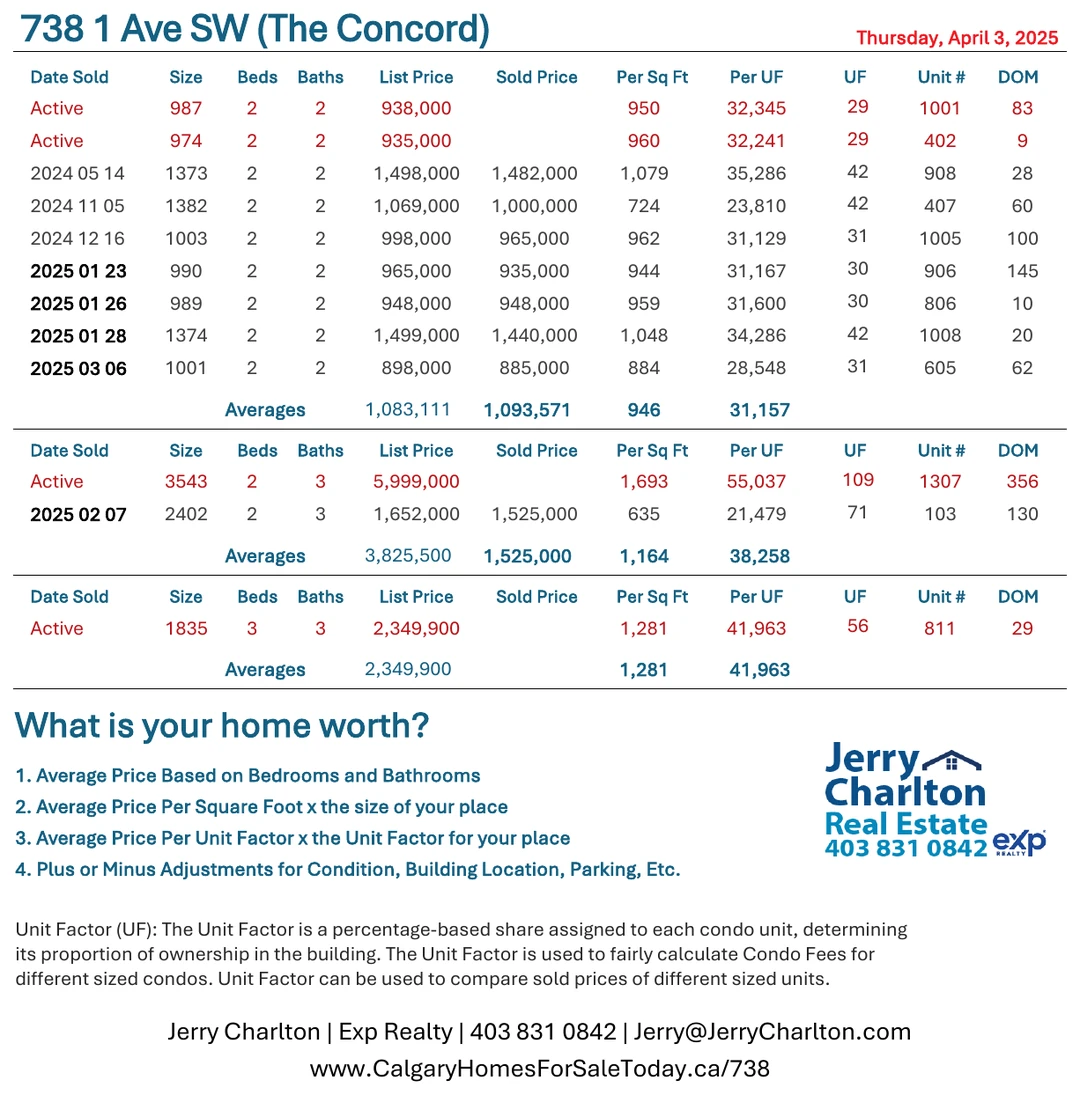 738 1 Ave SW (The Concord)
Thursday, April 3, 2025
Date Sold Size Beds Baths List Price Sold Price Per Sq Ft Per UF UF Unit # DOM
Active 987 2 2 938,000 950 32,345 29 1001 83
Active 974 2 2 935,000 960 32,241 29 402 9
2024 05 14 1373 2 2 1,498,000 1,482,000 1,079 35,286 42 908 28
2024 11 05 1382 2 2 1,069,000 1,000,000 724 23,810 42 407 60
2024 12 16 1003 2 2 998,000 965,000 962 31,129 31 1005 100
2025 01 23 990 2 2 965,000 935,000 944 31,167 30 906 145
2025 01 26 989 2 2 948,000 948,000 959 31,600 30 806 10
2025 01 28 1374 2 2 1,499,000 1,440,000 1,048 34,286 42 1008 20
2025 03 06 1001 2 2 898,000 885,000 884 28,548 31 605 62
Averages 1,083,111 1,093,571 946 31,157
Date Sold Size Beds Baths List Price Sold Price Per Sq Ft Per UF UF Unit # DOM
Active 3543 2 3 5,999,000 1,693 55,037 109 1307 356
2025 02 07 2402 2 3 1,652,000 1,525,000 635 21,479 71 103 130
Averages 3,825,500 1,525,000 1,164 38,258
Date Sold Size Beds Baths List Price Sold Price Per Sq Ft Per UF UF Unit # DOM
Active 1835 3 3 2,349,900 1,281 41,963 56 811 29
Averages 2,349,900 1,281 41,963
What is your home worth?
1. Average Price Based on Bedrooms and Bathrooms
2. Average Price Per Square Foot x the size of your place
3. Average Price Per Unit Factor x the Unit Factor for your place
4. Plus or Minus Adjustments for Condition, Building Location, Parking, Etc.
Jerry
Charlton
Real Estate
403 831 0842 exp
REALTY
Unit Factor (UF): The Unit Factor is a percentage-based share assigned to each condo unit, determining
its proportion of ownership in the building. The Unit Factor is used to fairly calculate Condo Fees for
different sized condos. Unit Factor can be used to compare sold prices of different sized units.
Jerry Charlton | Exp Realty | 403 831 0842 | Jerry@JerryCharlton.com
www.CalgaryHomesForSaleToday.ca/738